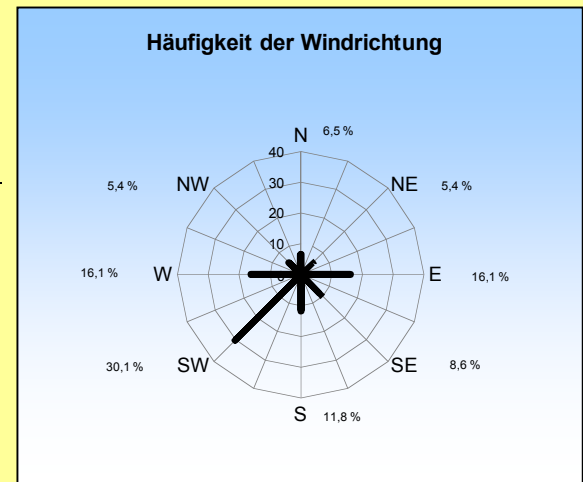 Häufigkeit der Windrichtung
6,5 %
N
40
5,4 %
NW
30
NE
5,4 %
20
10
16,1 %
W
0
E
16,1 %
30,1 %
SW
SE
8,6 %
S
11,8 %